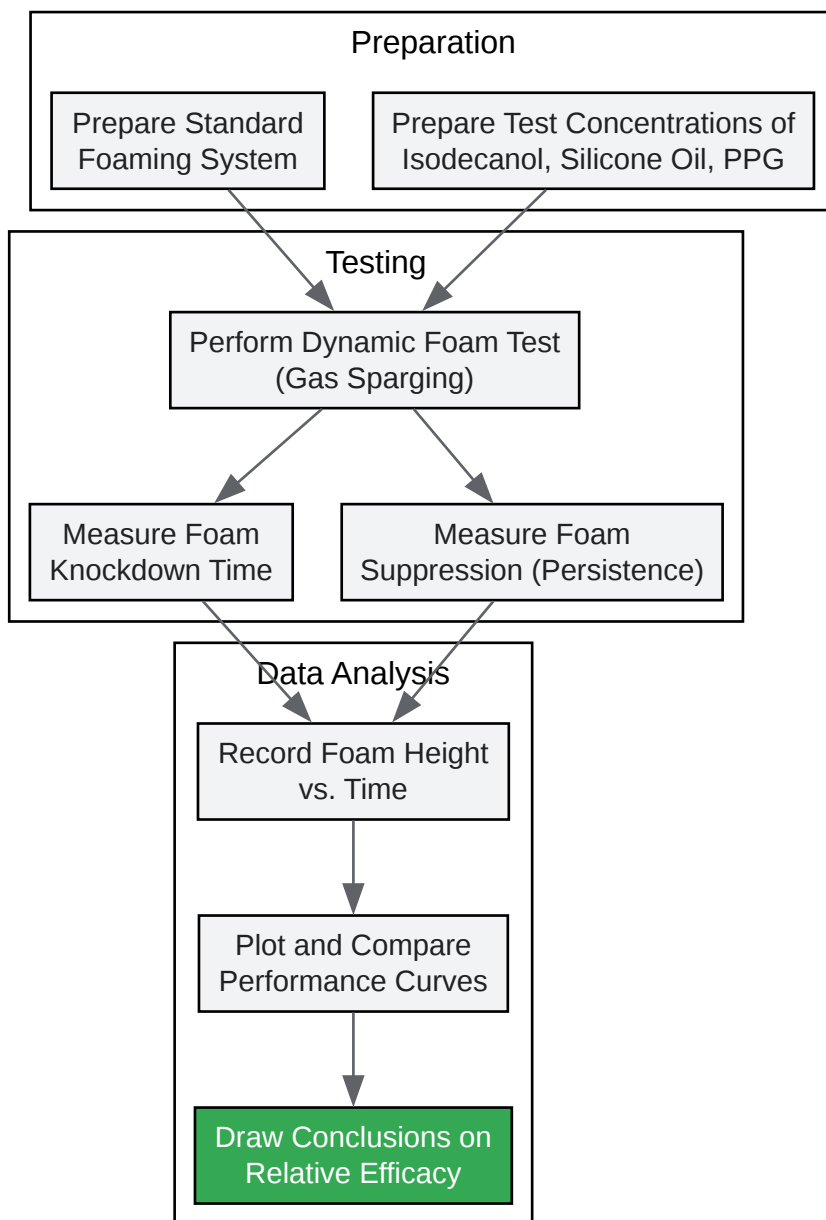 Preparation
Prepare Standard
Foaming System
Prepare Test Concentrations of
Isodecanol, Silicone Oil, PPG
Testing
Perform Dynamic Foam Test
(Gas Sparging)
Measure Foam
Knockdown Time
Measure Foam
Suppression (Persistence)
Data Analysis
Record Foam Height
vs. Time
Plot and Compare
Performance Curves
Draw Conclusions on
Relative Efficacy